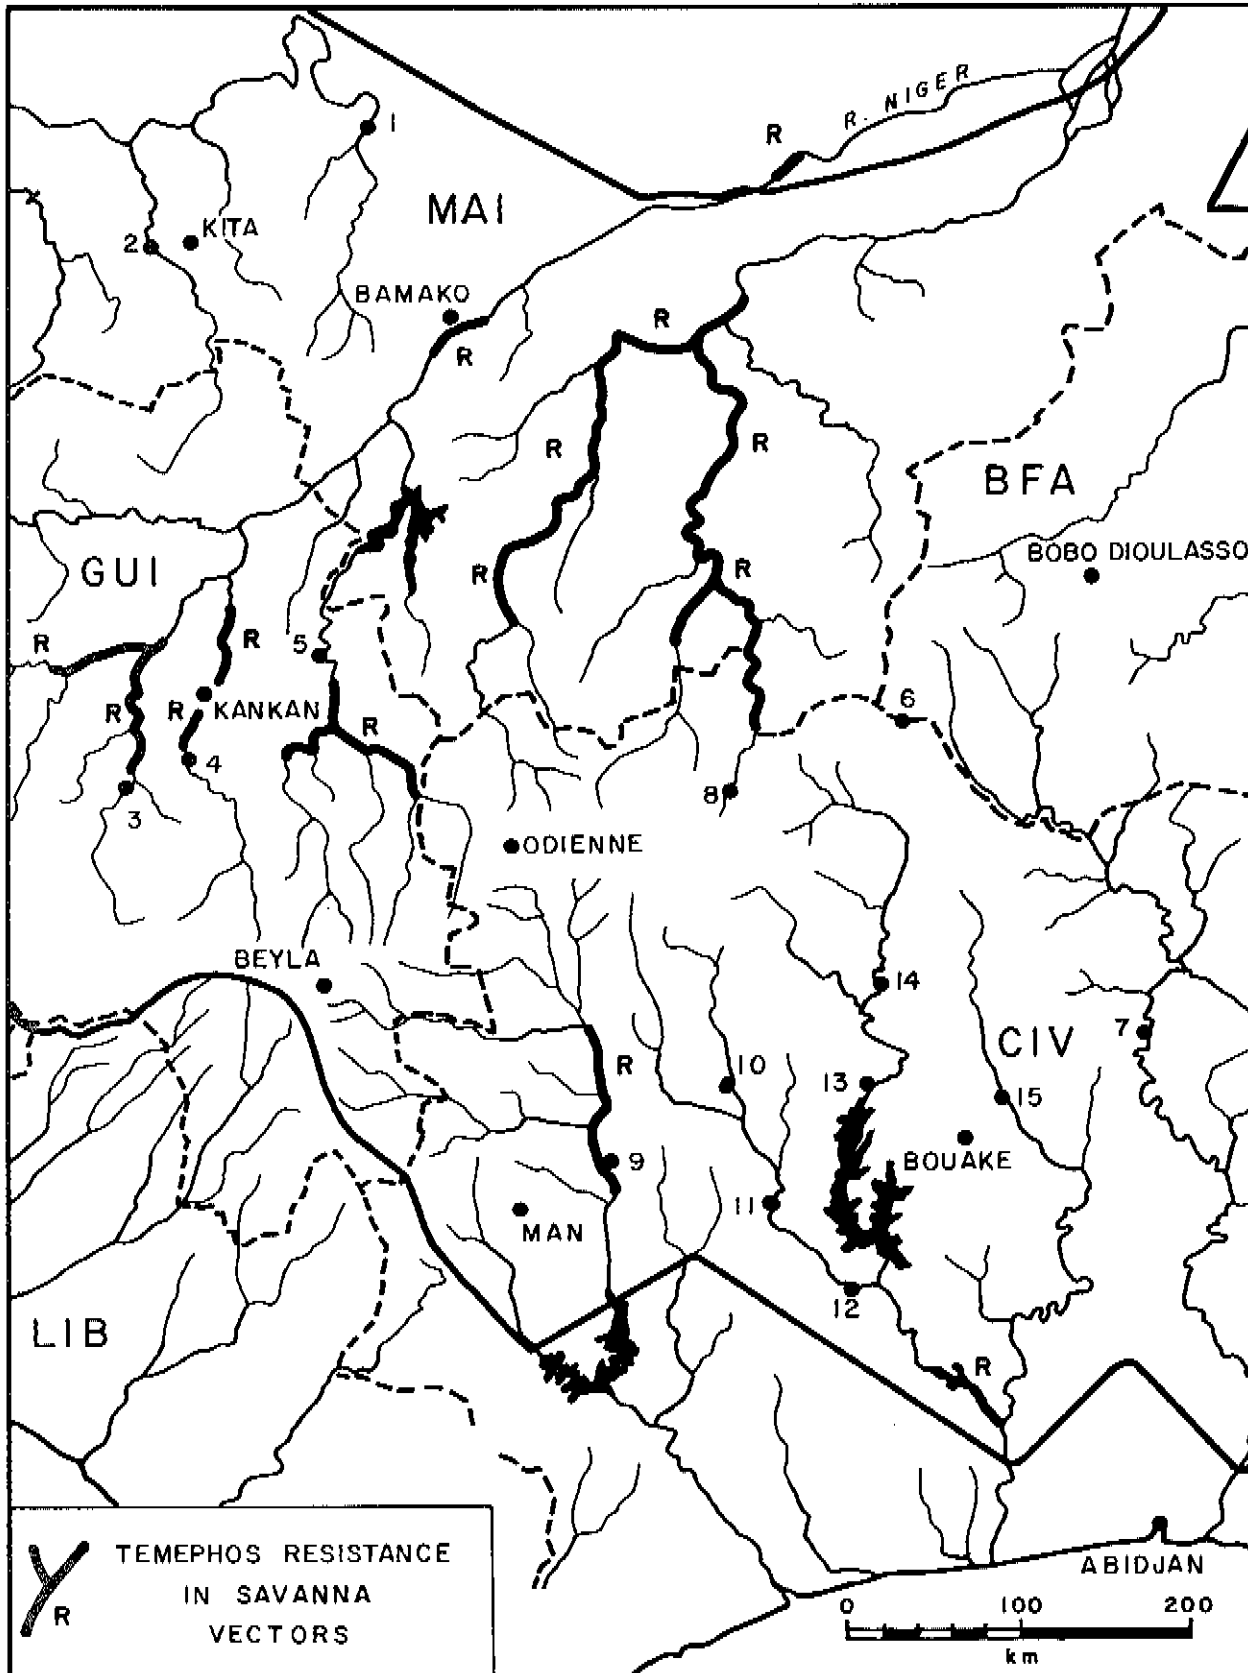 R. NIGER
R
1
MAI
KITA
2
BAMAKO
R
R
R
R
BFA
BOBO DIOULASSO
GUI
R
R
R
R
5
R
R
KANKAN
6
R
4
3
8
ODIENNE
BEYLA
14
7
CIV
R
10
13
15
9
BOUAKE
11
MAN
12
LIB
R
TEMEPHOS RESISTANCE
IN SAVANNA
VECTORS
R
ABIDJAN
0 100 200
km